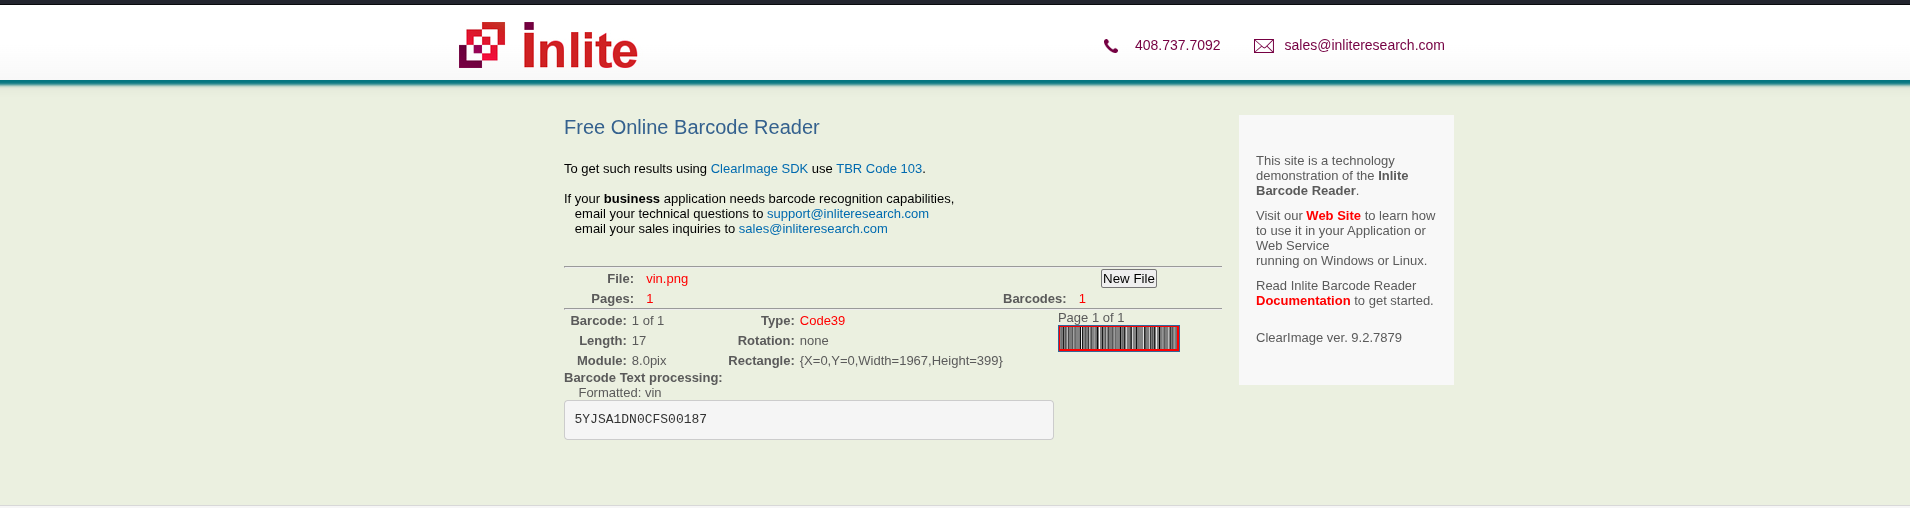 inlite
408.737.7092
sales@inliteresearch.com
Free Online Barcode Reader
To get such results using ClearImage SDK use TBR Code 103.
If your business application needs barcode recognition capabilities,
email your technical questions to support@inliteresearch.com
email your sales inquiries to sales@inliteresearch.com
File: vin.png
New File
Pages: 1
Barcodes: 1
Barcode: 1 of 1
Type: Code39
Page 1 of 1
Length: 17
Rotation: none
Module: 8.0pix
Rectangle: {X=0,Y=0,Width=1967,Height=399}
Barcode Text processing:
Formatted: vin
5YJSA1DN0CFS00187
This site is a technology
demonstration of the Inlite
Barcode Reader.
Visit our Web Site to learn how
to use it in your Application or
Web Service
running on Windows or Linux.
Read Inlite Barcode Reader
Documentation to get started.
ClearImage ver. 9.2.7879